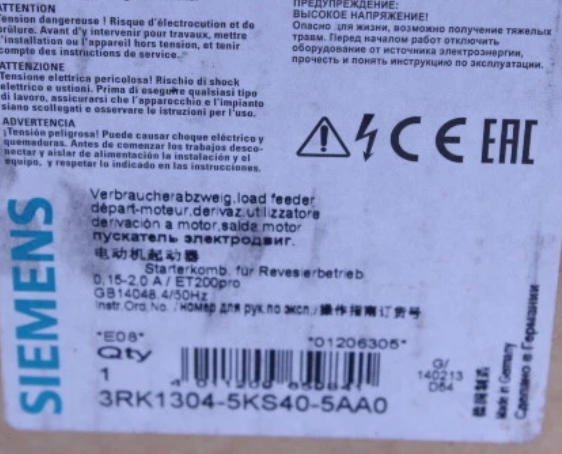 ATTENTION
Tension dangereuse ! Risque d'électrocution et de
brûlure. Avant d'y intervenir pour travaux, mettre
l'installation ou l'appareil hors tension, et tenir
compte des instructions de service.
ATTENZIONE
Tensione elettrica pericolosa! Rischio di shock
elettrico e ustioni. Prima di eseguire qualsiasi tipo
di lavoro, assicurarsi che l'apparecchio e l'impianto
siano scollegati e osservare le istruzioni per l'uso.
ADVERTENCIA
¡Tensión peligrosa! Puede causar choque eléctrico y
quemaduras. Antes de comenzar los trabajos desco-
nectar y aislar de alimentación la instalación y el
equipo, y respetar lo indicado en las instrucciones.
ПРЕДУПРЕЖДЕНИЕ:
ВЫСОКОЕ НАПРЯЖЕНИЕ!
Опасно для жизни, возможно получение тяжелых
травм. Перед началом работ отключить
оборудование от источника электроэнергии,
прочесть и понять инструкцию по эксплуатации.
CE EAC
SIEMENS
Verbraucherabzweig,load feeder
départ-moteur,derivaz.utilizzatore
derivación a motor,salda motor
пускатель электродвиг.
电动机起动器
Starterkomb. für Revesierbetrieb
0,15-2,0 A / ET200pro
GB14048.4/50Hz
Instr.Ord.No. / номер для рук.по эксп./操作指南订货号
*E08* *01206305*
Qty
1
3RK1304-5KS40-5AA0
G/
140213
D54
德国制造
Made in Germany
Сделано в Германии